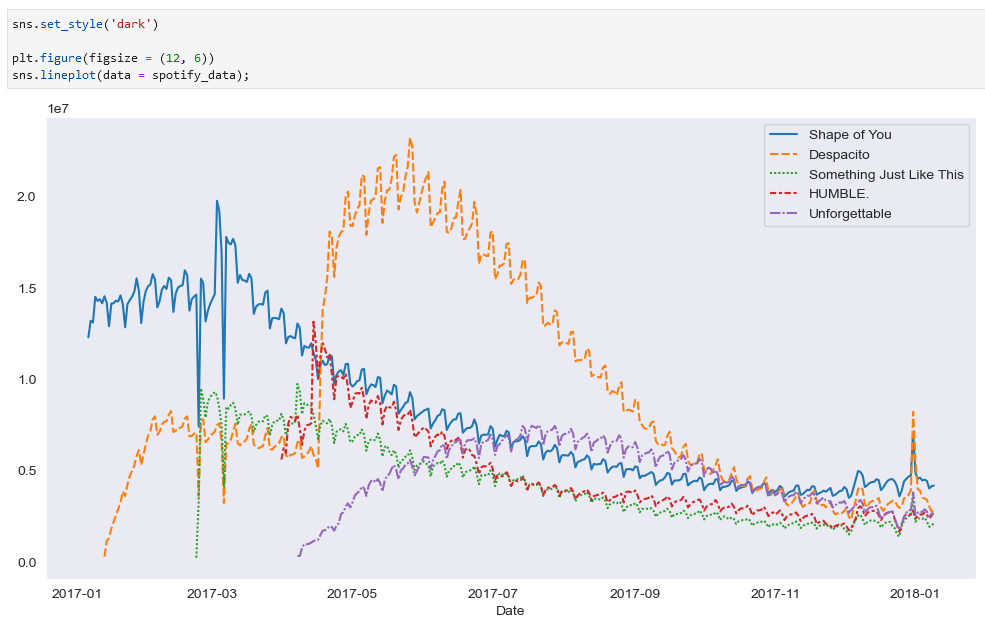 sns.set_style('dark')
plt.figure(figsize = (12, 6))
sns.lineplot(data = spotify_data);
1e7
Shape of You
Despacito
Something Just Like This
HUMBLE.
Unforgettable
2.0
1.5
1.0
0.5
0.0
2017-01 2017-03 2017-05 2017-07 2017-09 2017-11 2018-01
Date